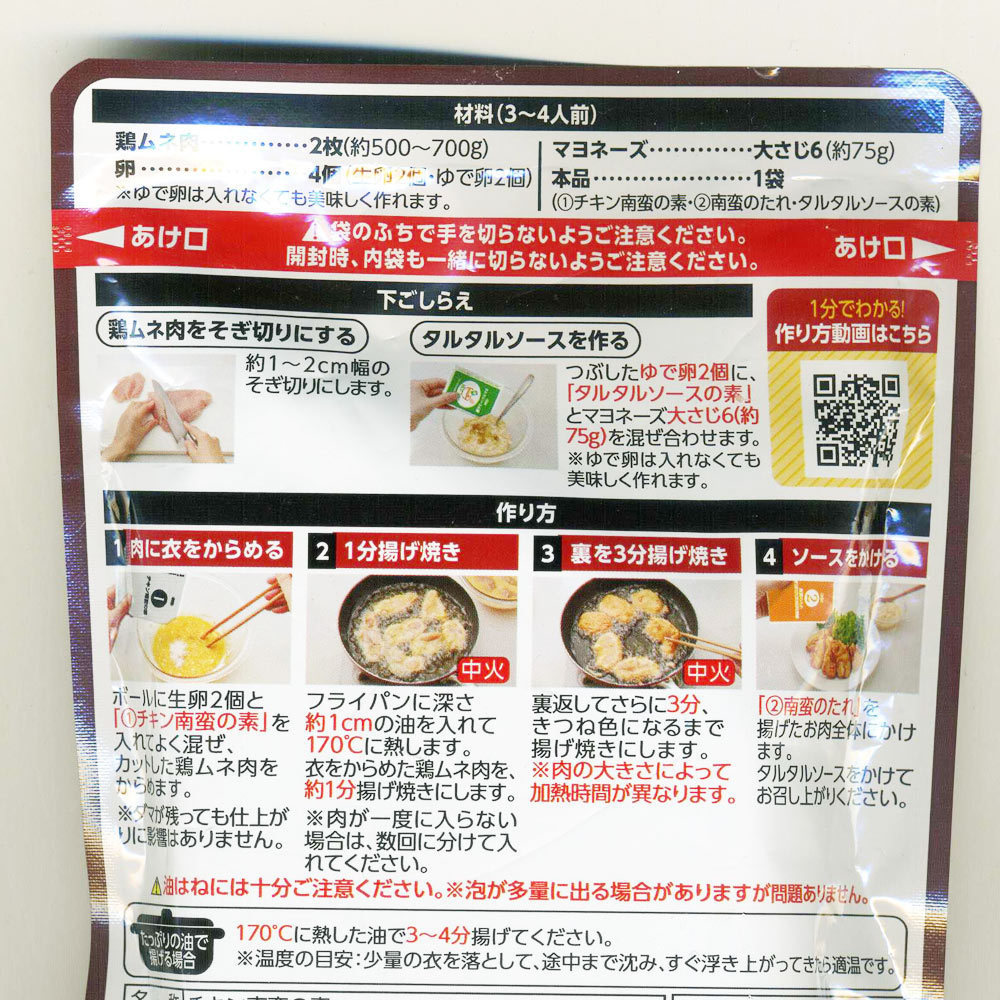 材料(3〜4人前)
鶏ムネ肉・・・・・・・・・・・・・2枚(約500〜700g)
卵・・・・・・・・・・・・・・・・・・・・4個(生卵2個・ゆで卵2個)
※ゆで卵は入れなくても美味しく作れます。
マヨネーズ・・・・・・・・・・・・・大さじ6(約75g)
本品・・・・・・・・・・・・・・・・・・・・1袋
(①チキン南蛮の素・②南蛮のたれ・タルタルソースの素)
◀あけ口
⚠袋のふちで手を切らないようご注意ください。
開封時、内袋も一緒に切らないようご注意ください。
あけ口▶
下ごしらえ
鶏ムネ肉をそぎ切りにする
約1〜2cm幅の
そぎ切りにします。
タルタルソースを作る
つぶしたゆで卵2個に、
「タルタルソースの素」
とマヨネーズ大さじ6(約
75g)を混ぜ合わせます。
※ゆで卵は入れなくても
美味しく作れます。
1分でわかる!
作り方動画はこちら
作り方
1 肉に衣をからめる
①
ボールに生卵2個と
「①チキン南蛮の素」を
入れてよく混ぜ、
カットした鶏ムネ肉を
からめます。
※ダマが残っても仕上が
りに影響はありません。
2 1分揚げ焼き
中火
フライパンに深さ
約1cmの油を入れて
170℃に熱します。
衣をからめた鶏ムネ肉を、
約1分揚げ焼きにします。
※肉が一度に入らない
場合は、数回に分けて入
れてください。
3 裏を3分揚げ焼き
中火
裏返してさらに3分、
きつね色になるまで
揚げ焼きにします。
※肉の大きさによって
加熱時間が異なります。
4 ソースをかける
②
「②南蛮のたれ」を
揚げたお肉全体にかけ
ます。
タルタルソースをかけて
お召し上がりください。
⚠油はねには十分ご注意ください。※泡が多量に出る場合がありますが問題ありません。
たっぷりの油で
揚げる場合
170℃に熱した油で3〜4分揚げてください。
※温度の目安:少量の衣を落として、途中まで沈み、すぐ浮き上がってきたら適温です。
名 称 チキン南蛮の素